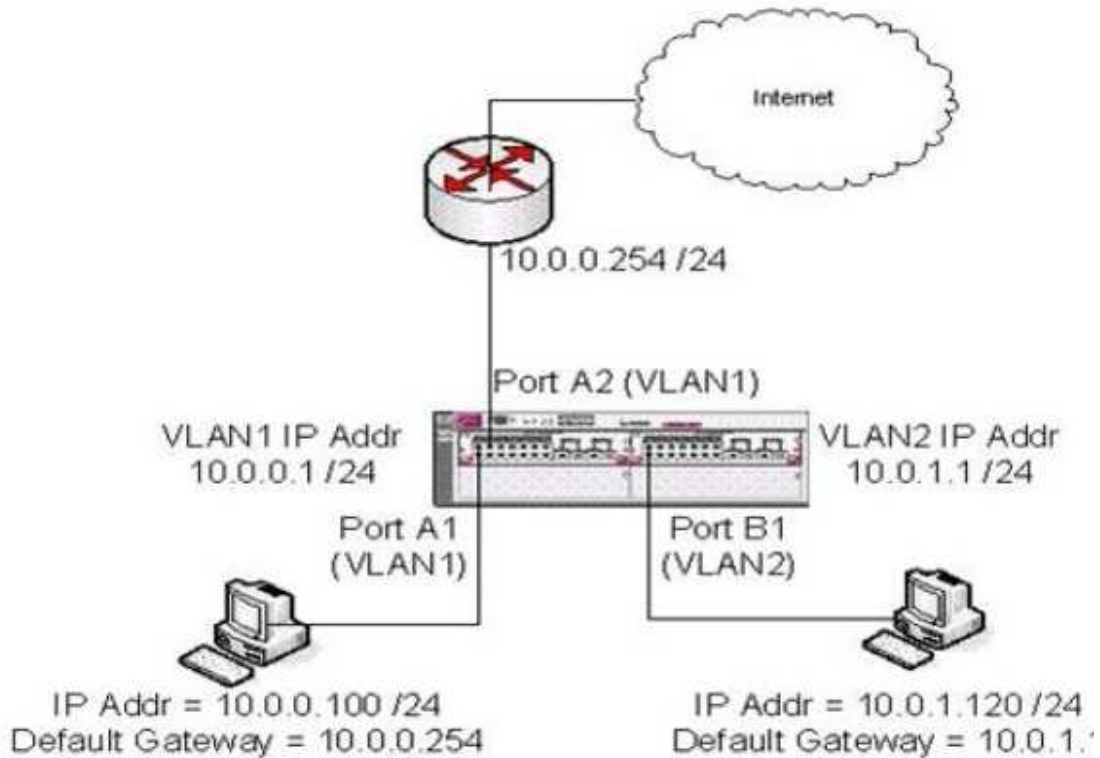 Internet
10.0.0.254 /24
Port A2 (VLAN1)
VLAN1 IP Addr
10.0.0.1 /24
VLAN2 IP Addr
10.0.1.1 /24
Port A1
(VLAN1)
Port B1
(VLAN2)
IP Addr = 10.0.0.100 /24
Default Gateway = 10.0.0.254
IP Addr = 10.0.1.120 /24
Default Gateway = 10.0.1.1